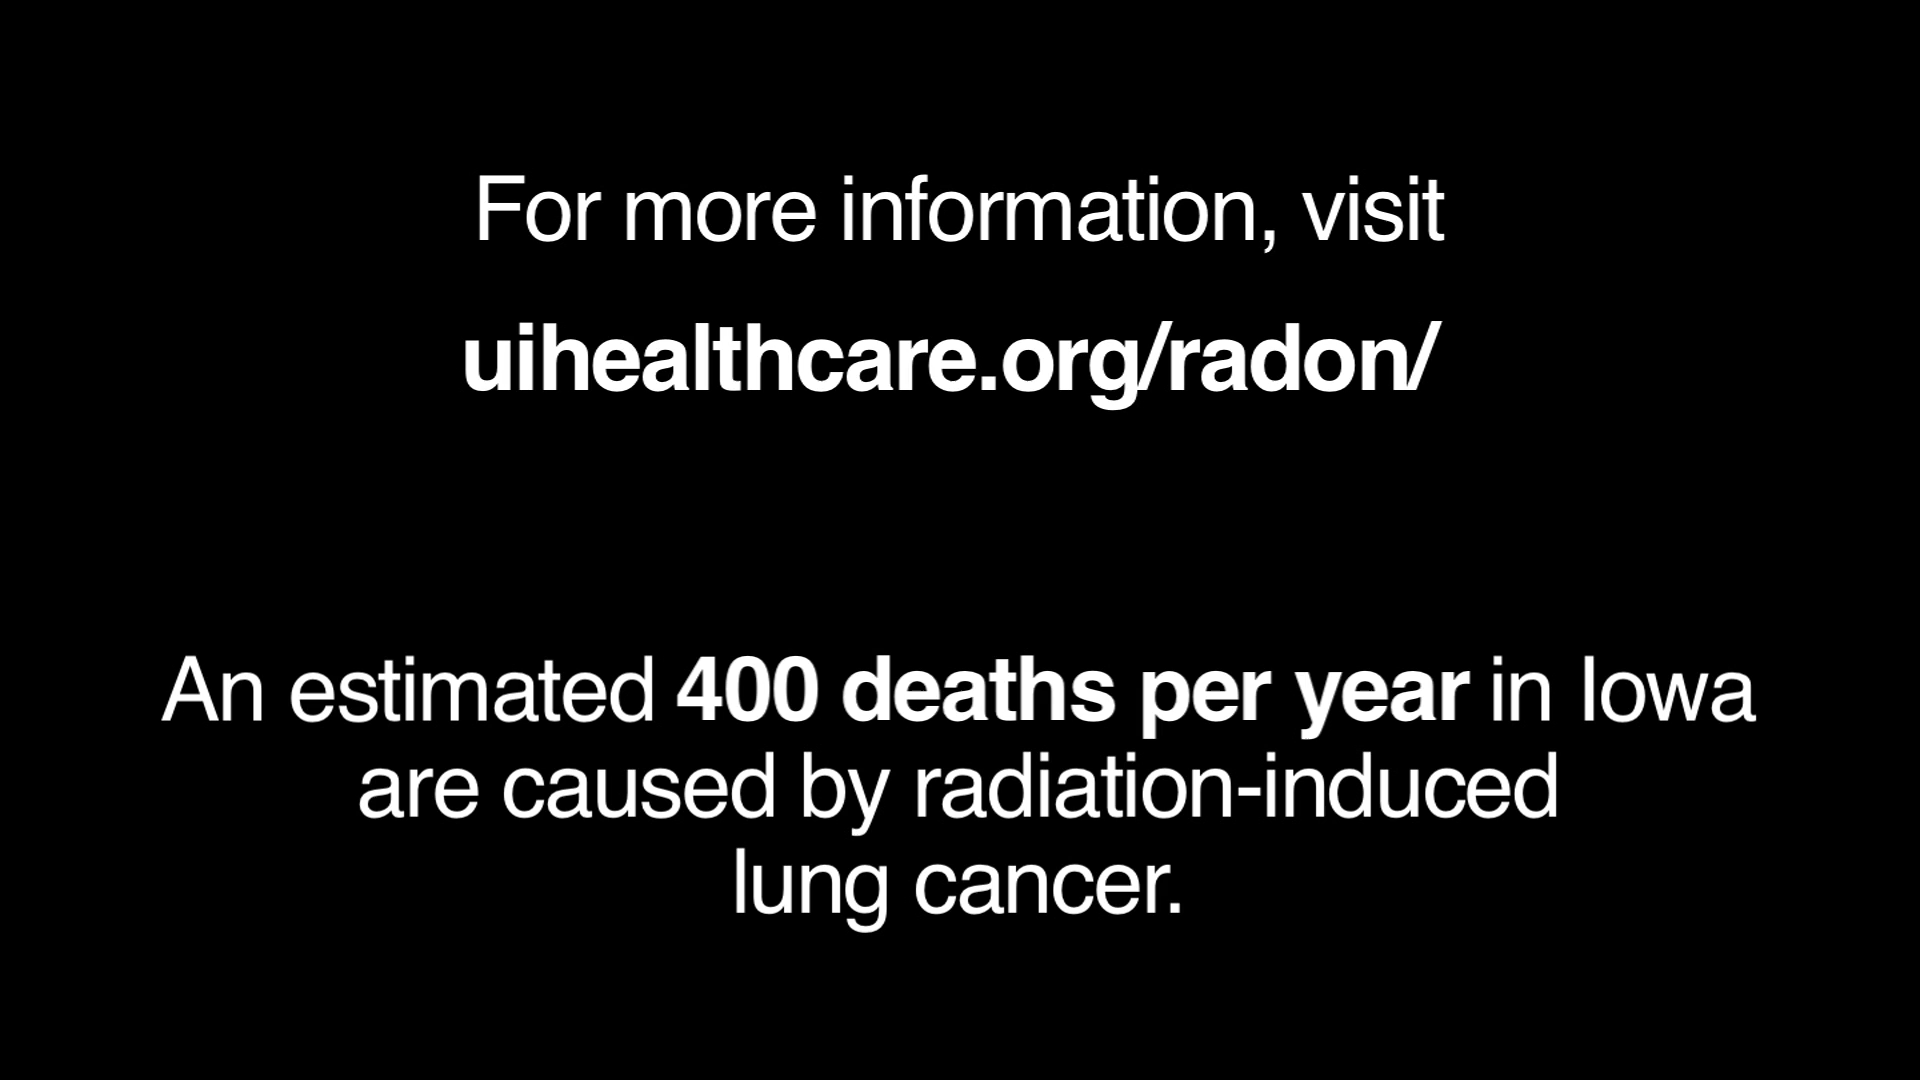 For more information, visit
uihealthcare.org/radon/
An estimated 400 deaths per year in Iowa
are caused by radiation-induced
lung cancer.